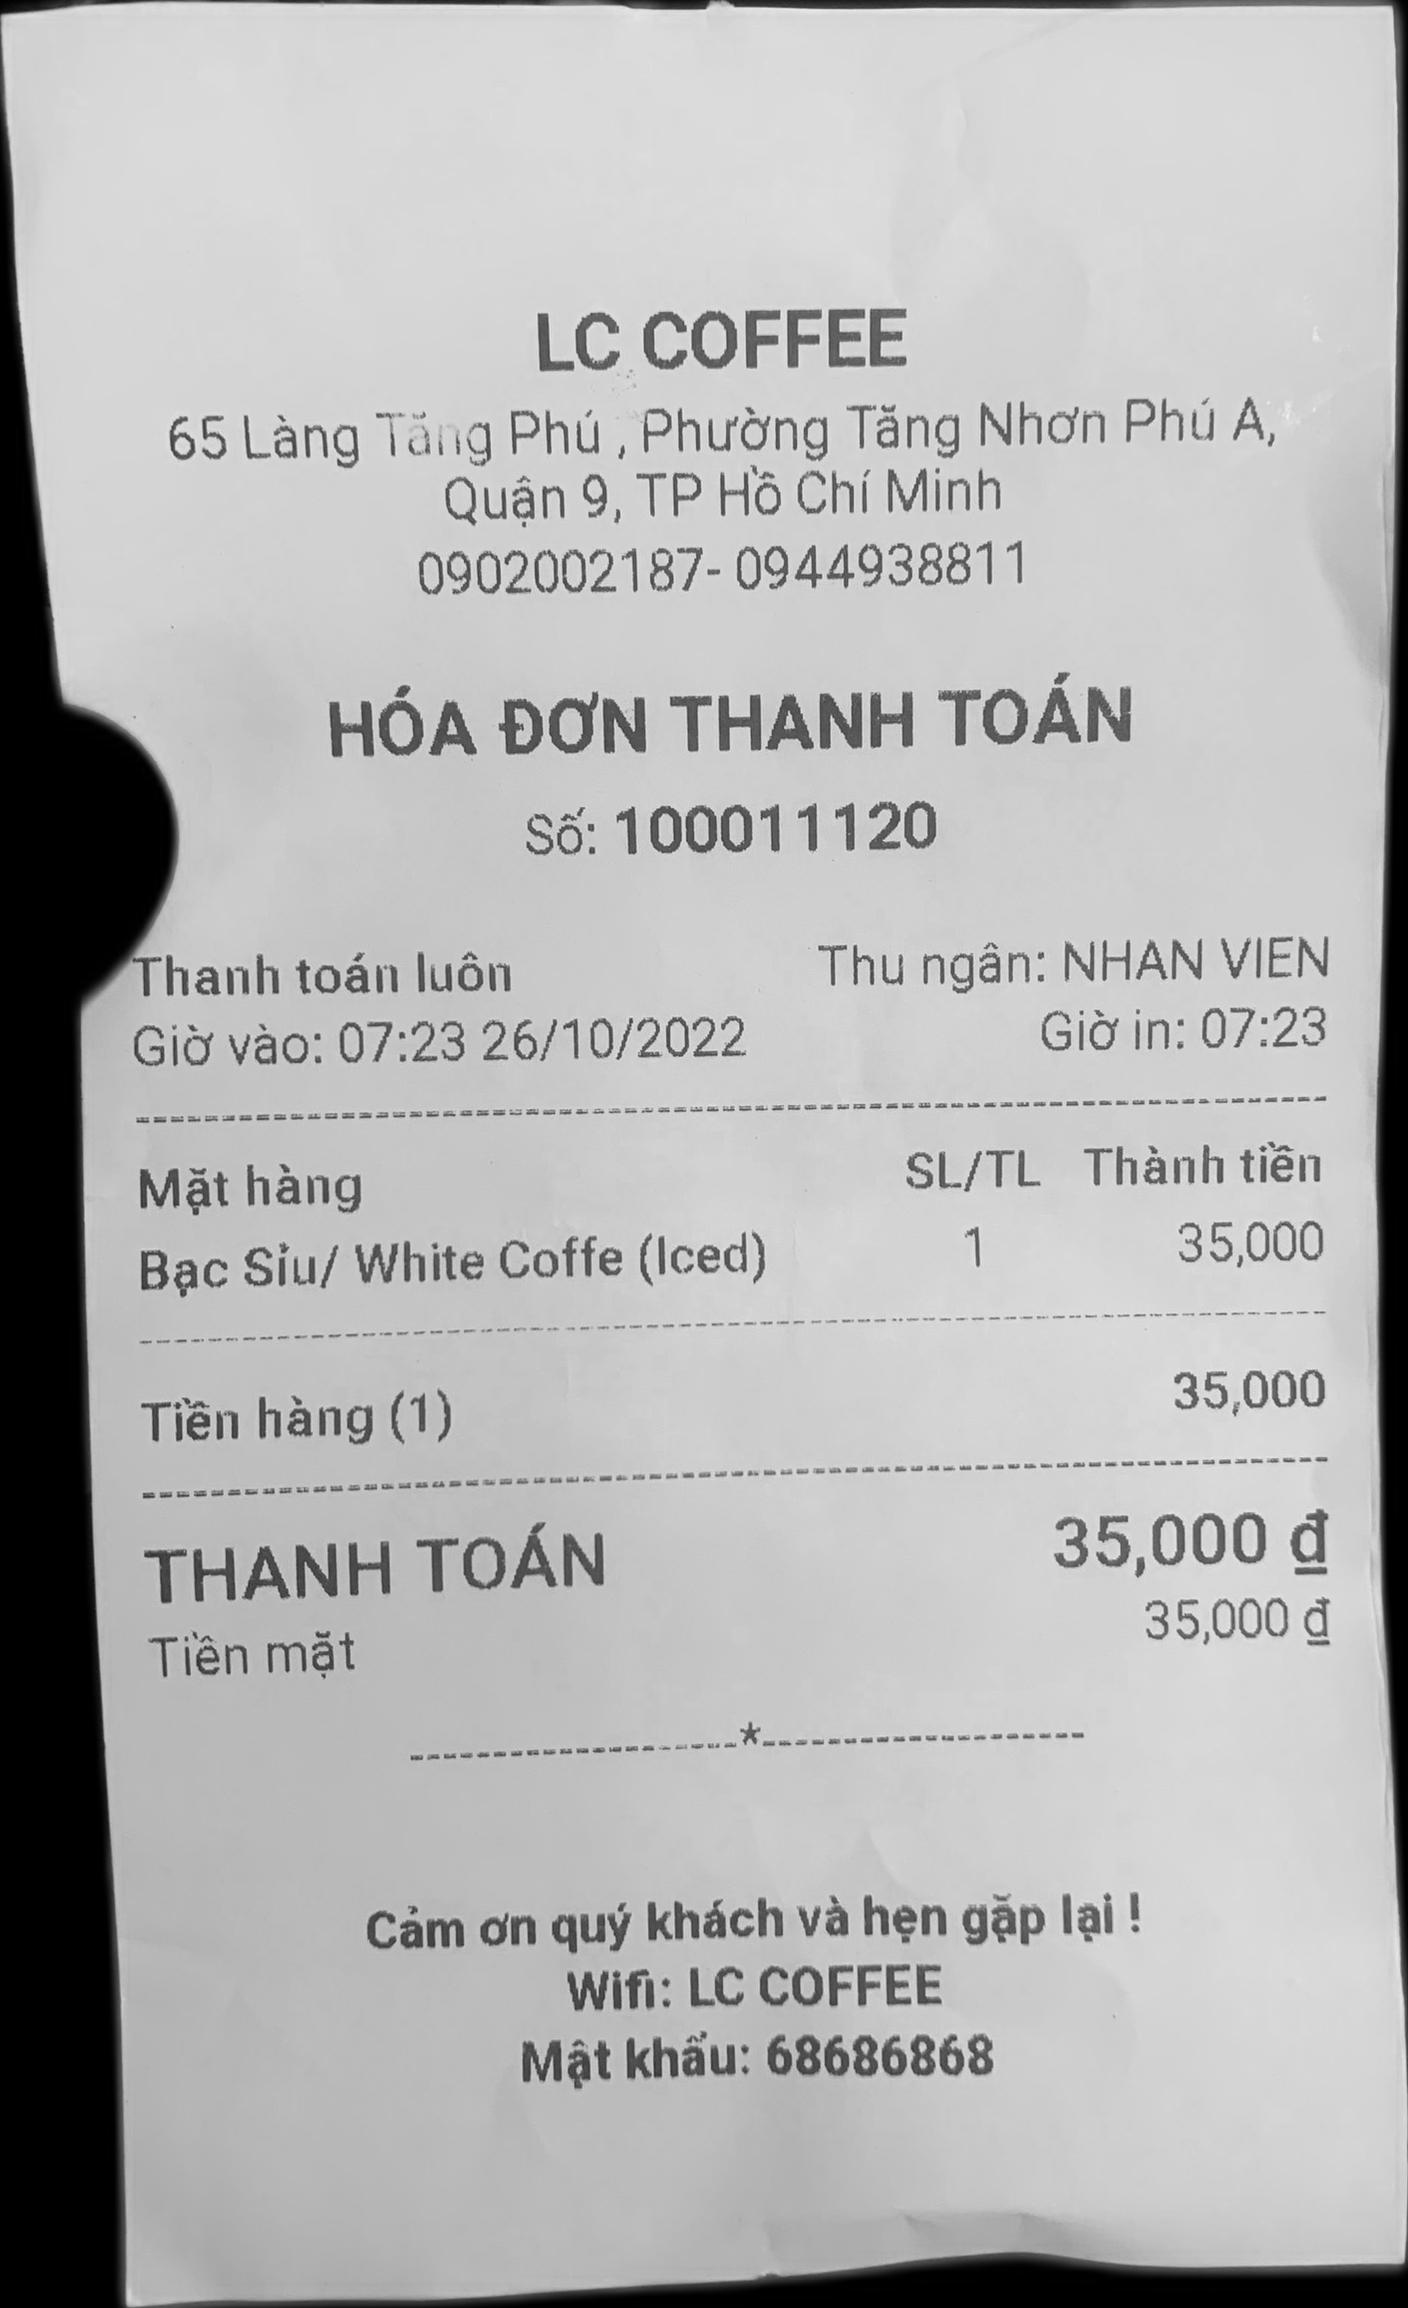 LC COFFEE
65 Làng Tăng Phú , Phường Tăng Nhơn Phú A,
Quận 9, TP Hồ Chí Minh
0902002187- 0944938811
HÓA ĐƠN THANH TOÁN
Số: 100011120
Thanh toán luôn Thu ngân: NHAN VIEN
Giờ vào: 07:23 26/10/2022 Giờ in: 07:23
Mặt hàng SL/TL Thành tiền
Bạc Sỉu/ White Coffe (Iced) 1 35,000
Tiền hàng (1) 35,000
THANH TOÁN 35,000 ₫
Tiền mặt 35,000 ₫
--------------------*--------------------
Cảm ơn quý khách và hẹn gặp lại !
Wifi: LC COFFEE
Mật khẩu: 68686868